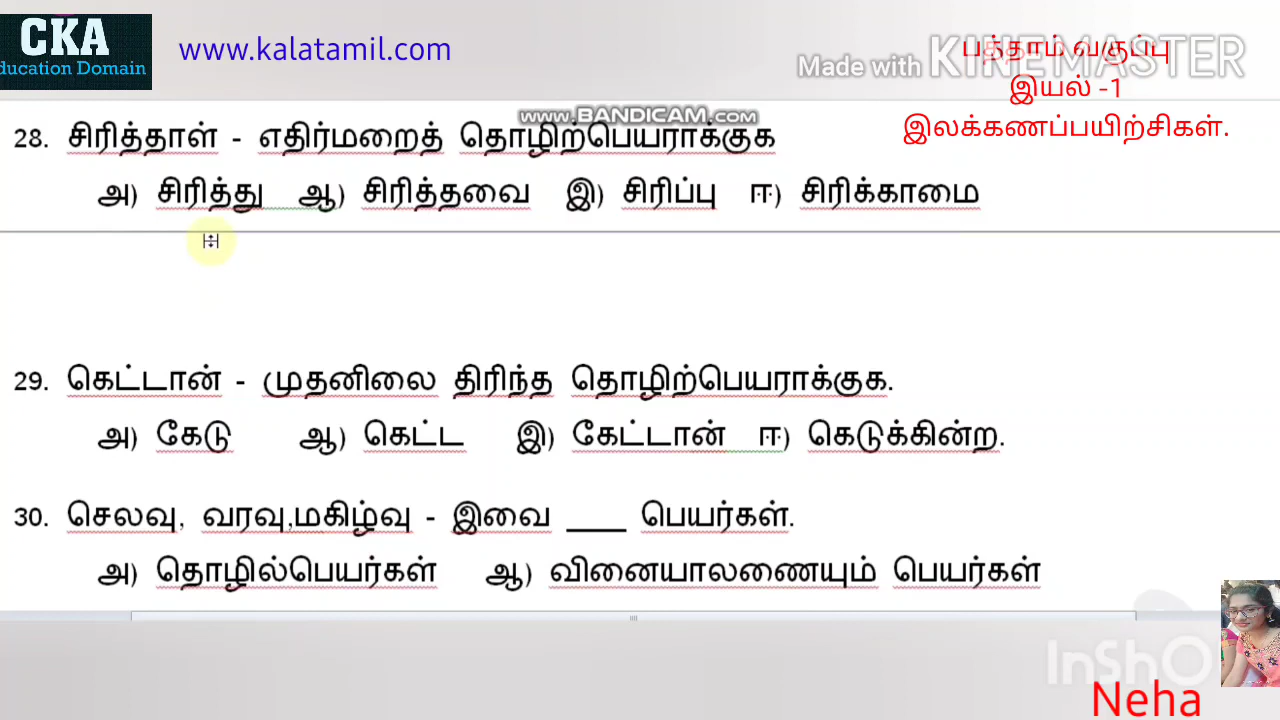 CKA
ducation Domain
www.kalatamil.com
Made with KINEMASTER
பத்தாம் வகுப்பு
இயல் -1
இலக்கணப்பயிற்சிகள்.
www.BANDICAM.com
28. சிரித்தாள் - எதிர்மறைத் தொழிற்பெயராக்குக
அ) சிரித்து ஆ) சிரித்தவை இ) சிரிப்பு ஈ) சிரிக்காமை
29. கெட்டான் - முதனிலை திரிந்த தொழிற்பெயராக்குக.
அ) கேடு ஆ) கெட்ட இ) கேட்டான் ஈ) கெடுக்கின்ற.
30. செலவு, வரவு,மகிழ்வு - இவை ____ பெயர்கள்.
அ) தொழில்பெயர்கள் ஆ) வினையாலணையும் பெயர்கள்
InShO
Neha